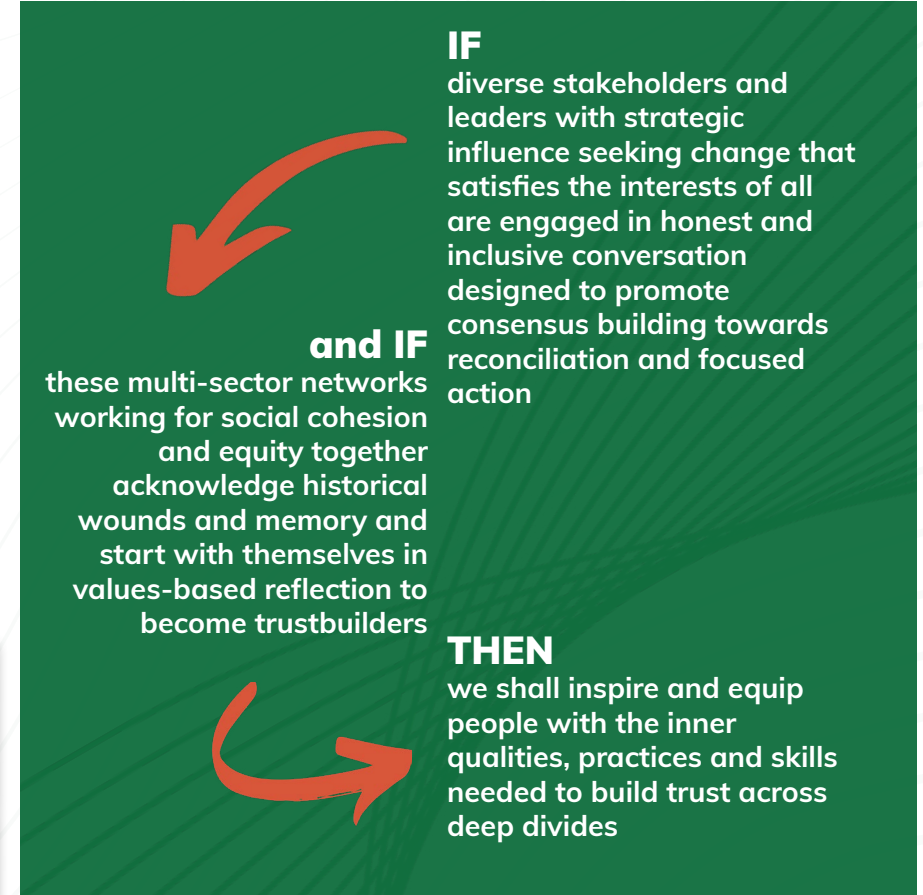 IF
diverse stakeholders and
leaders with strategic
influence seeking change that
satisfies the interests of all
are engaged in honest and
inclusive conversation
designed to promote
consensus building towards
reconciliation and focused
action
and IF
these multi-sector networks
working for social cohesion
and equity together
acknowledge historical
wounds and memory and
start with themselves in
values-based reflection to
become trustbuilders
THEN
we shall inspire and equip
people with the inner
qualities, practices and skills
needed to build trust across
deep divides